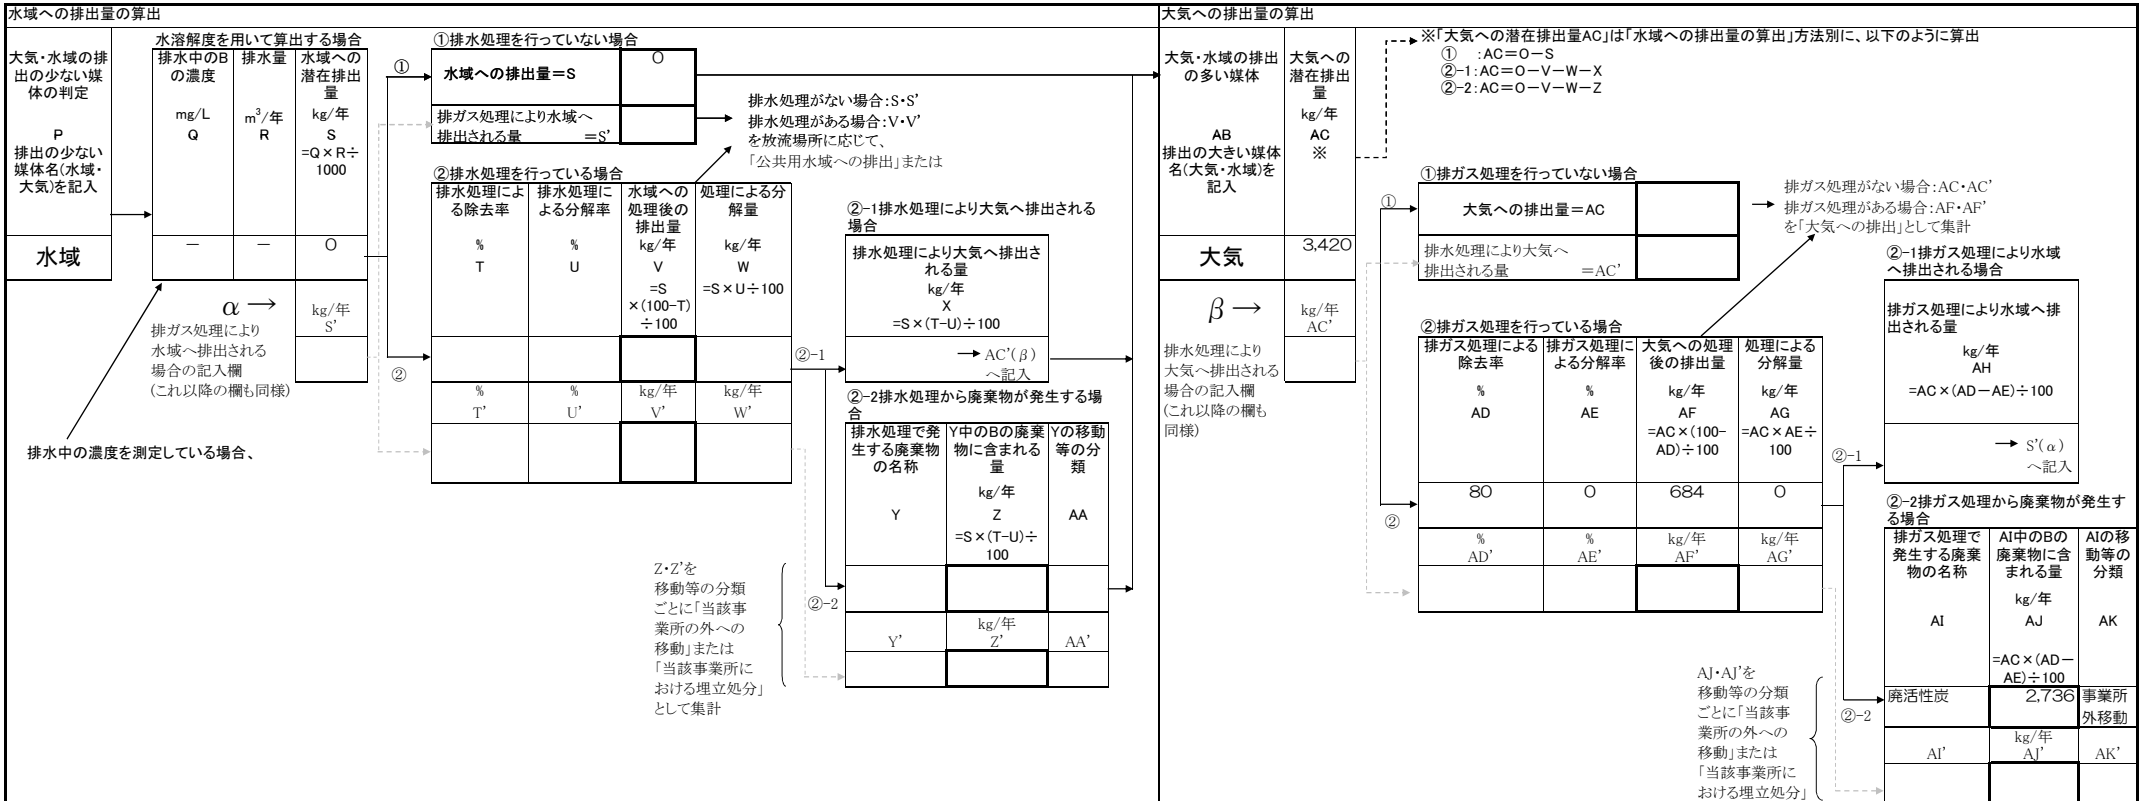 水域への排出量の算出
大気・水域の排
出の少ない媒
体の判定
P
排出の少ない
媒体名(水域・
大気)を記入
水域
水溶解度を用いて算出する場合
排水中のB
の濃度
mg/L
Q
－
排水量
m³/年
R
－
水域への
潜在排出
量
kg/年
S
=Q×R÷
1000
0
α→
kg/年
S’
排ガス処理により
水域へ排出される
場合の記入欄
(これ以降の欄も同様)
排水中の濃度を測定している場合、
①
②
①排水処理を行っていない場合
水域への排出量＝S
0
排ガス処理により水域へ
排出される量 ＝S’
排水処理がない場合:S・S’
排水処理がある場合:V・V’
を放流場所に応じて、
「公共用水域への排出」または
②排水処理を行っている場合
排水処理によ
る除去率
%
T
排水処理に
よる分解率
%
U
水域への
処理後の
排出量
kg/年
V
=S
×(100-T)
÷100
処理による分
解量
kg/年
W
=S×U÷100
%
T’
%
U’
kg/年
V’
kg/年
W’
②-1
②-2
②-1排水処理により大気へ排出される
場合
排水処理により大気へ排出さ
れる量
kg/年
X
=S×(T-U)÷100
→ AC’(β)
へ記入
②-2排水処理から廃棄物が発生する場
合
排水処理で発
生する廃棄物
の名称
Y
Y中のBの廃棄
物に含まれる
量
kg/年
Z
=S×(T-U)÷
100
Yの移動
等の分
類
AA
Y’
kg/年
Z’
AA’
Z・Z’を
移動等の分類
ごとに「当該事
業所の外への
移動」または
「当該事業所に
おける埋立処分」
として集計
大気への排出量の算出
大気・水域の排出
の多い媒体
AB
排出の大きい媒体
名(大気・水域)を
記入
大気
大気への
潜在排出
量
kg/年
AC
※
3,420
β→
kg/年
AC’
排水処理により
大気へ排出される
場合の記入欄
(これ以降の欄も
同様)
※「大気への潜在排出量AC」は「水域への排出量の算出」方法別に、以下のように算出
① :AC=O－S
②-1:AC=O－V－W－X
②-2:AC=O－V－W－Z
①
②
①排ガス処理を行っていない場合
大気への排出量＝AC
排水処理により大気へ
排出される量 ＝AC’
排ガス処理がない場合:AC・AC’
排ガス処理がある場合:AF・AF’
を「大気への排出」として集計
②排ガス処理を行っている場合
排ガス処理による
除去率
%
AD
80
排ガス処理に
よる分解率
%
AE
0
大気への処理
後の排出量
kg/年
AF
=AC×(100-
AD)÷100
684
処理による
分解量
kg/年
AG
=AC×AE÷
100
0
%
AD’
%
AE’
kg/年
AF’
kg/年
AG’
②-1
②-2
②-1排ガス処理により水域
へ排出される場合
排ガス処理により水域へ排
出される量
kg/年
AH
=AC×(AD－AE)÷100
→ S’(α)
へ記入
②-2排ガス処理から廃棄物が発生す
る場合
排ガス処理で
発生する廃棄
物の名称
AI
廃活性炭
AI中のBの
廃棄物に含
まれる量
kg/年
AJ
=AC×(AD－
AE)÷100
2,736
AIの移
動等の
分類
AK
事業所
外移動
AI’
kg/年
AJ’
AK’
AJ・AJ’を
移動等の分類
ごとに「当該事
業所の外への
移動」または
「当該事業所に
おける埋立処分」